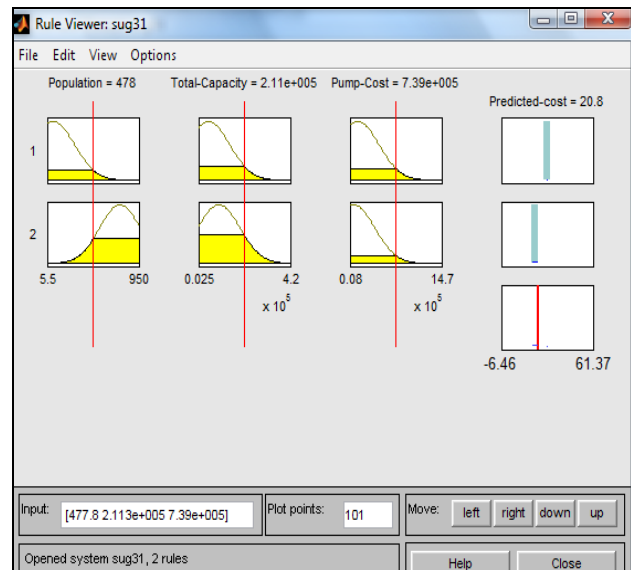 Rule Viewer: sug31
File Edit View Options
Population = 478 Total-Capacity = 2.11e+005 Pump-Cost = 7.39e+005
Predicted-cost = 20.8
1
2
5.5 950 0.025 4.2 0.08 14.7
x 10^5 x 10^5
-6.46 61.37
Input: [477.8 2.113e+005 7.39e+005] Plot points: 101 Move: left right down up
Opened system sug31, 2 rules Help Close